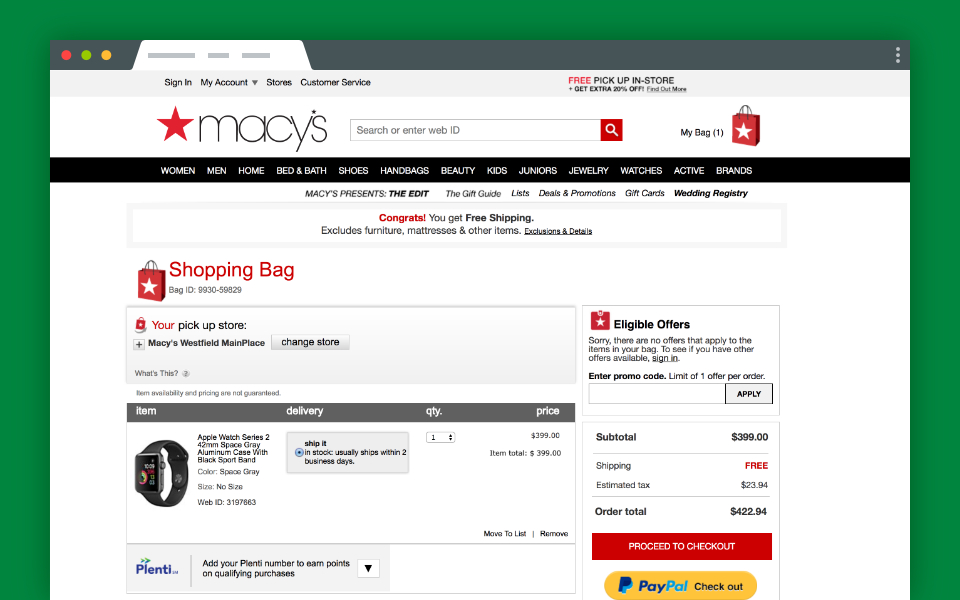 Sign In My Account Stores Customer Service
FREE PICK UP IN-STORE
+ GET EXTRA 20% OFF! Find Out More
macy's
Search or enter web ID
My Bag (1)
WOMEN MEN HOME BED & BATH SHOES HANDBAGS BEAUTY KIDS JUNIORS JEWELRY WATCHES ACTIVE BRANDS
MACY'S PRESENTS: THE EDIT The Gift Guide Lists Deals & Promotions Gift Cards Wedding Registry
Congrats! You get Free Shipping.
Excludes furniture, mattresses & other items. Exclusions & Details
Shopping Bag
Bag ID: 9930-59829
Your pick up store:
+ Macy's Westfield MainPlace change store
What's This? ?
Item availability and pricing are not guaranteed.
item delivery qty. price
Apple Watch Series 2
42mm Space Gray
Aluminum Case With
Black Sport Band
Color: Space Gray
Size: No Size
Web ID: 3197663
ship it
in stock: usually ships within 2
business days.
1
$399.00
Item total: $ 399.00
Move To List | Remove
Plenti
Add your Plenti number to earn points
on qualifying purchases
Eligible Offers
Sorry, there are no offers that apply to the
items in your bag. To see if you have other
offers available, sign in.
Enter promo code. Limit of 1 offer per order.
APPLY
Subtotal $399.00
Shipping FREE
Estimated tax $23.94
Order total $422.94
PROCEED TO CHECKOUT
PayPal Check out